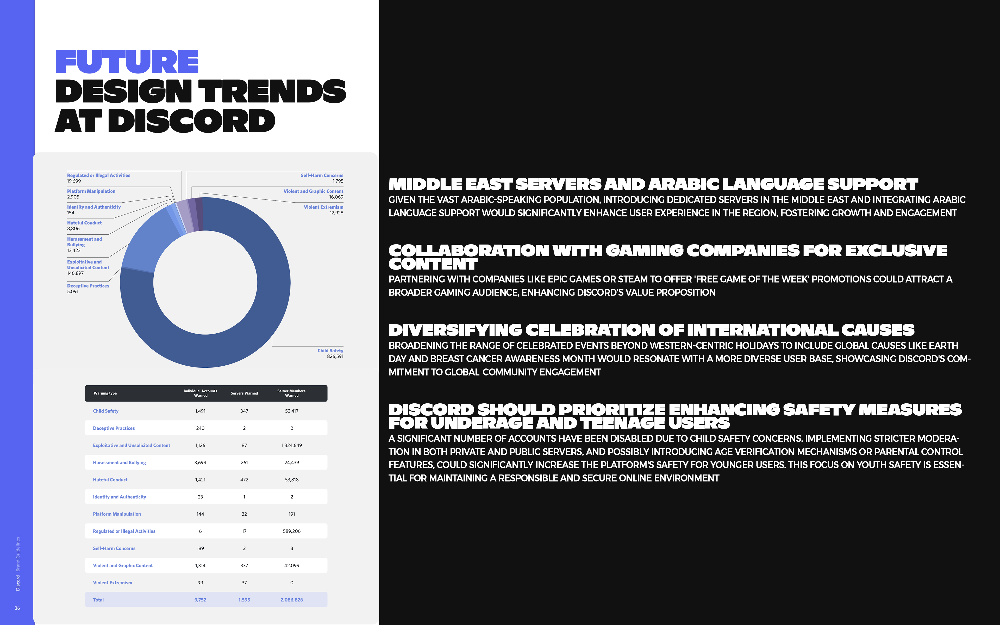 FUTURE
DESIGN TRENDS
AT DISCORD
Regulated or Illegal Activities
19,699
Platform Manipulation
2,905
Identity and Authenticity
154
Hateful Conduct
8,806
Harassment and
Bullying
13,423
Exploitative and
Unsolicited Content
146,897
Deceptive Practices
5,091
Self-Harm Concerns
1,795
Violent and Graphic Content
16,069
Violent Extremism
12,928
Child Safety
826,591
Warning type Individual Accounts Warned Servers Warned Server Members Warned
Child Safety 1,491 347 52,417
Deceptive Practices 240 2 2
Exploitative and Unsolicited Content 1,126 87 1,324,649
Harassment and Bullying 3,699 261 24,439
Hateful Conduct 1,421 472 53,818
Identity and Authenticity 23 1 2
Platform Manipulation 144 32 191
Regulated or Illegal Activities 6 17 589,206
Self-Harm Concerns 189 2 3
Violent and Graphic Content 1,314 337 42,099
Violent Extremism 99 37 0
Total 9,752 1,595 2,086,826
Discord Brand Guidelines
36
MIDDLE EAST SERVERS AND ARABIC LANGUAGE SUPPORT
GIVEN THE VAST ARABIC-SPEAKING POPULATION, INTRODUCING DEDICATED SERVERS IN THE MIDDLE EAST AND INTEGRATING ARABIC
LANGUAGE SUPPORT WOULD SIGNIFICANTLY ENHANCE USER EXPERIENCE IN THE REGION, FOSTERING GROWTH AND ENGAGEMENT
COLLABORATION WITH GAMING COMPANIES FOR EXCLUSIVE
CONTENT
PARTNERING WITH COMPANIES LIKE EPIC GAMES OR STEAM TO OFFER 'FREE GAME OF THE WEEK' PROMOTIONS COULD ATTRACT A
BROADER GAMING AUDIENCE, ENHANCING DISCORD'S VALUE PROPOSITION
DIVERSIFYING CELEBRATION OF INTERNATIONAL CAUSES
BROADENING THE RANGE OF CELEBRATED EVENTS BEYOND WESTERN-CENTRIC HOLIDAYS TO INCLUDE GLOBAL CAUSES LIKE EARTH
DAY AND BREAST CANCER AWARENESS MONTH WOULD RESONATE WITH A MORE DIVERSE USER BASE, SHOWCASING DISCORD'S COM-
MITMENT TO GLOBAL COMMUNITY ENGAGEMENT
DISCORD SHOULD PRIORITIZE ENHANCING SAFETY MEASURES
FOR UNDERAGE AND TEENAGE USERS
A SIGNIFICANT NUMBER OF ACCOUNTS HAVE BEEN DISABLED DUE TO CHILD SAFETY CONCERNS. IMPLEMENTING STRICTER MODERA-
TION IN BOTH PRIVATE AND PUBLIC SERVERS, AND POSSIBLY INTRODUCING AGE VERIFICATION MECHANISMS OR PARENTAL CONTROL
FEATURES, COULD SIGNIFICANTLY INCREASE THE PLATFORM'S SAFETY FOR YOUNGER USERS. THIS FOCUS ON YOUTH SAFETY IS ESSEN-
TIAL FOR MAINTAINING A RESPONSIBLE AND SECURE ONLINE ENVIRONMENT